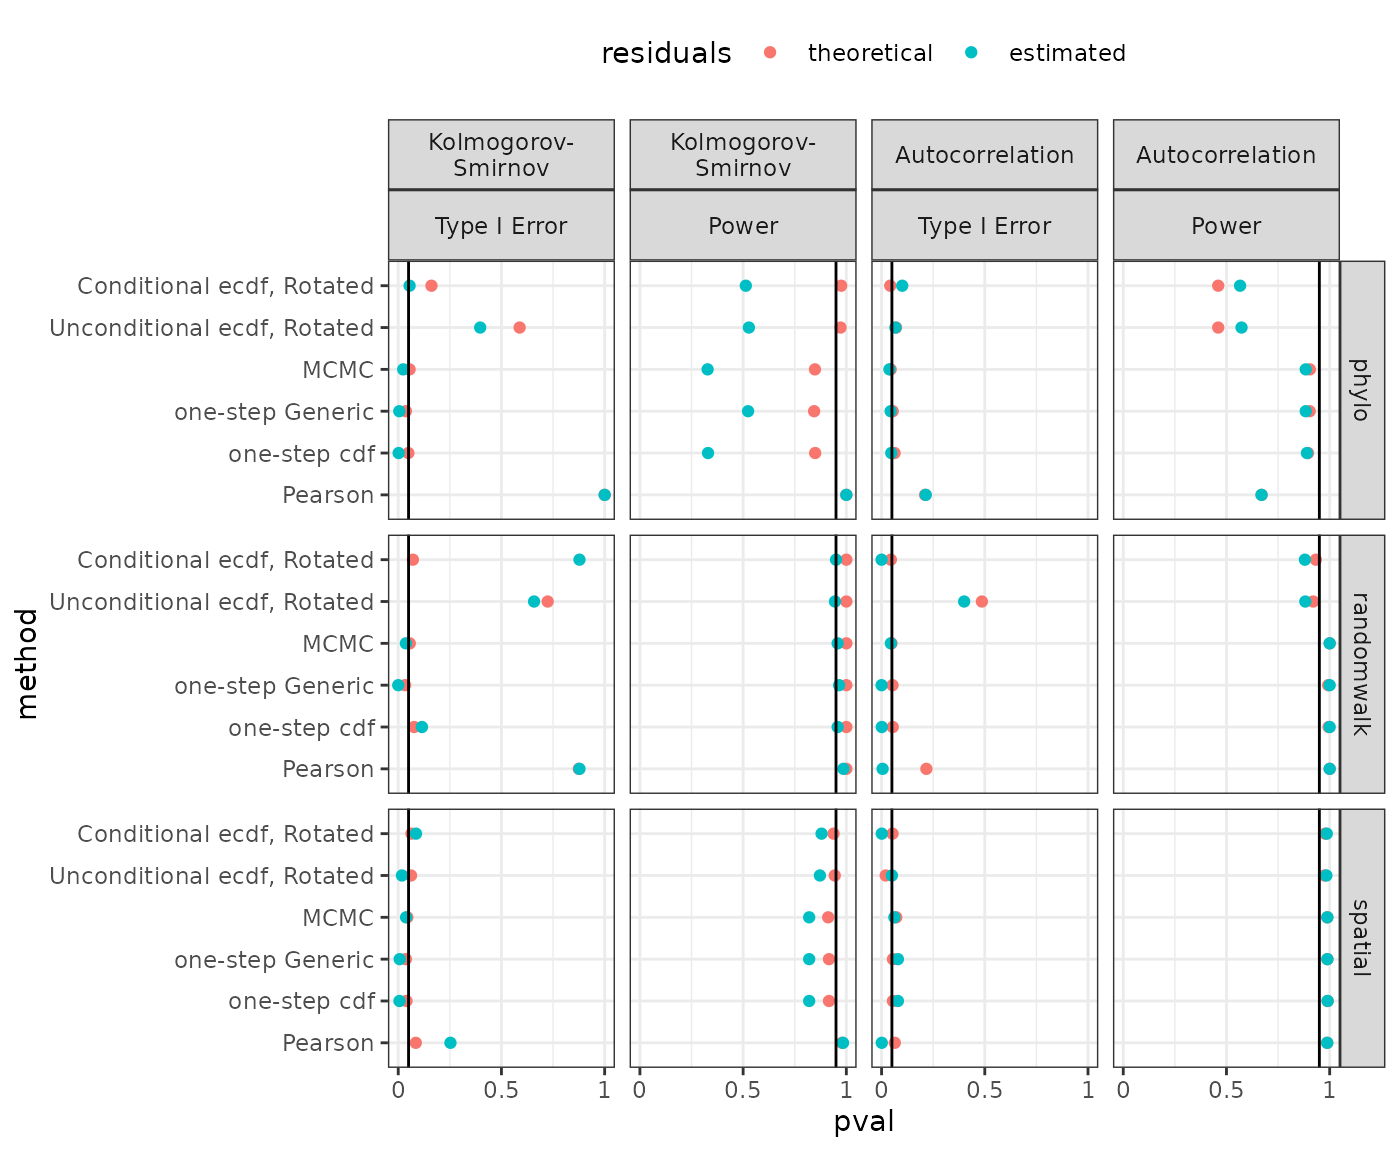 residuals theoretical estimated
Kolmogorov-
Smirnov
Kolmogorov-
Smirnov
Autocorrelation
Autocorrelation
Type I Error
Power
Type I Error
Power
method
Conditional ecdf, Rotated
Unconditional ecdf, Rotated
MCMC
one-step Generic
one-step cdf
Pearson
phylo
Conditional ecdf, Rotated
Unconditional ecdf, Rotated
MCMC
one-step Generic
one-step cdf
Pearson
randomwalk
Conditional ecdf, Rotated
Unconditional ecdf, Rotated
MCMC
one-step Generic
one-step cdf
Pearson
spatial
0 0.5 1 0 0.5 1 0 0.5 1 0 0.5 1
pval